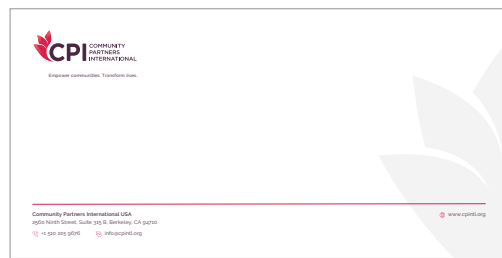 CPI COMMUNITY
PARTNERS
INTERNATIONAL
Empower communities. Transform lives.
Community Partners International USA
2560 Ninth Street, Suite 315 B, Berkeley, CA 94710
+1 510 225 9676 info@cpintl.org
www.cpintl.org